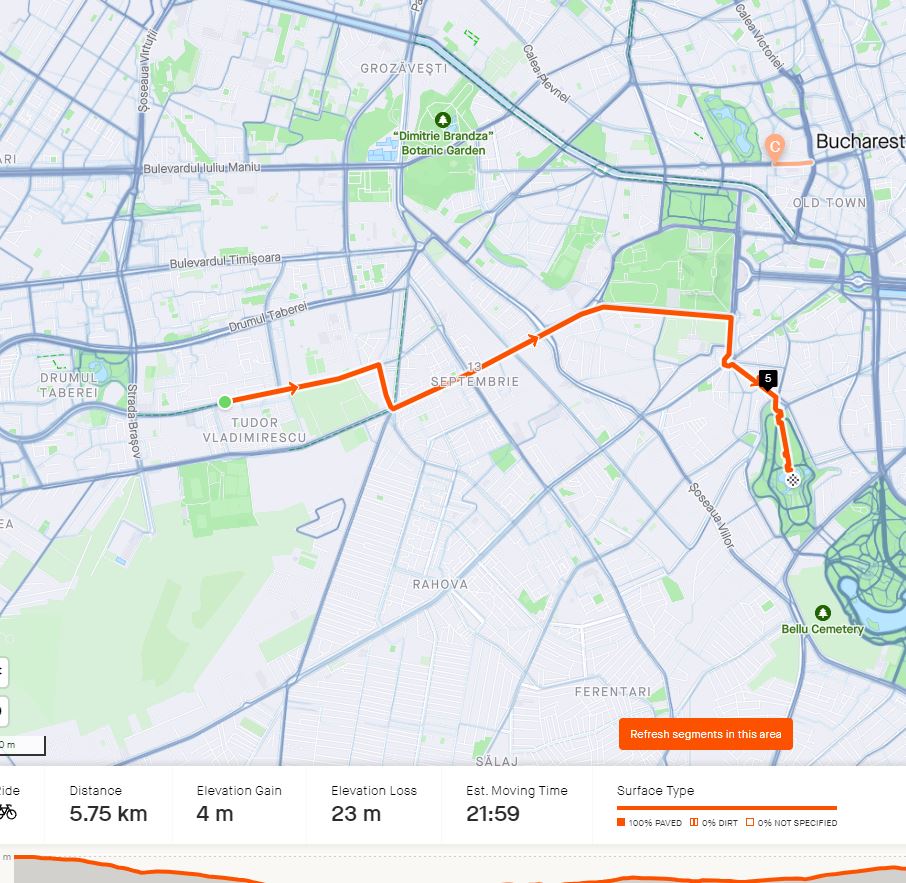 GROZĂVEȘTI
Calea Plevnei
Calea Victoriei
Șoseaua Virtuții
"Dimitrie Brandza"
Botanic Garden
C
Bucharest
Bulevardul Iuliu Maniu
OLD TOWN
Bulevardul Timișoara
Drumul Taberei
13
SEPTEMBRIE
5
DRUMUL
TABEREI
Strada Brașov
TUDOR
VLADIMIRESCU
Șoseaua Viilor
RAHOVA
Bellu Cemetery
FERENTARI
Refresh segments in this area
SĂLAJ
Distance
5.75 km
Elevation Gain
4 m
Elevation Loss
23 m
Est. Moving Time
21:59
Surface Type
100% PAVED 0% DIRT 0% NOT SPECIFIED